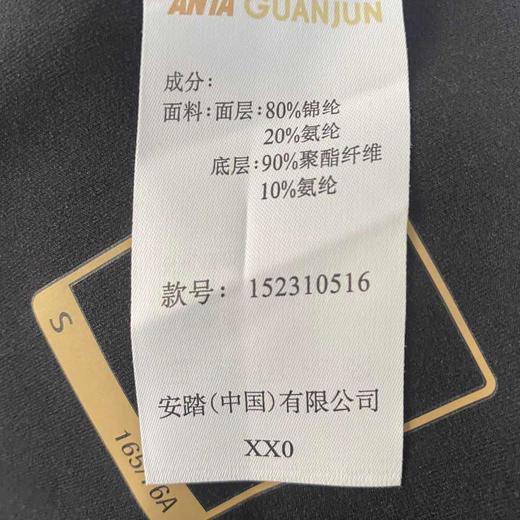 ANTA GUANJUN
成分：
面料：面层：80%锦纶
20%氨纶
底层：90%聚酯纤维
10%氨纶
款号：152310516
安踏（中国）有限公司
XX0
S